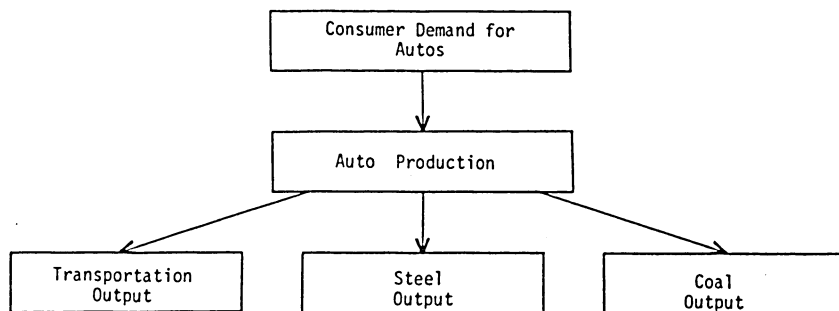 Consumer Demand for
Autos
Auto Production
Transportation
Output
Steel
Output
Coal
Output